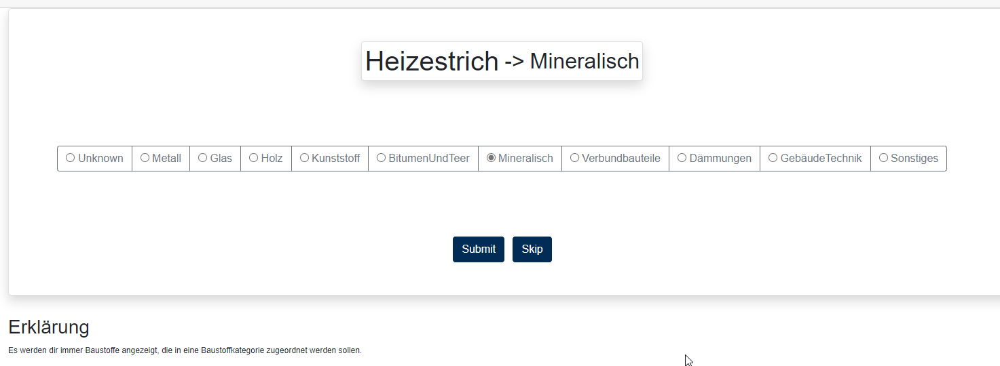 Heizestrich -> Mineralisch
Unknown Metall Glas Holz Kunststoff BitumenUndTeer Mineralisch Verbundbauteile Dämmungen GebäudeTechnik Sonstiges
Submit Skip
Erklärung
Es werden dir immer Baustoffe angezeigt, die in eine Baustoffkategorie zugeordnet werden sollen.